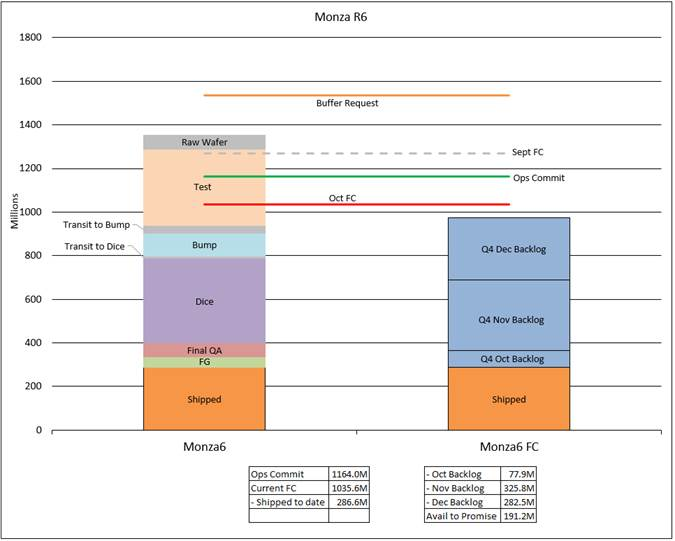 Monza R6
1800
1600
1400
1200
1000
800
600
400
200
0
Millions
Buffer Request
Raw Wafer
Sept FC
Test
Ops Commit
Oct FC
Transit to Bump
Transit to Dice
Bump
Q4 Dec Backlog
Dice
Q4 Nov Backlog
Final QA
FG
Q4 Oct Backlog
Shipped
Shipped
Monza6
Monza6 FC
Ops Commit 1164.0M
Current FC 1035.6M
- Shipped to date 286.6M
- Oct Backlog 77.9M
- Nov Backlog 325.8M
- Dec Backlog 282.5M
Avail to Promise 191.2M